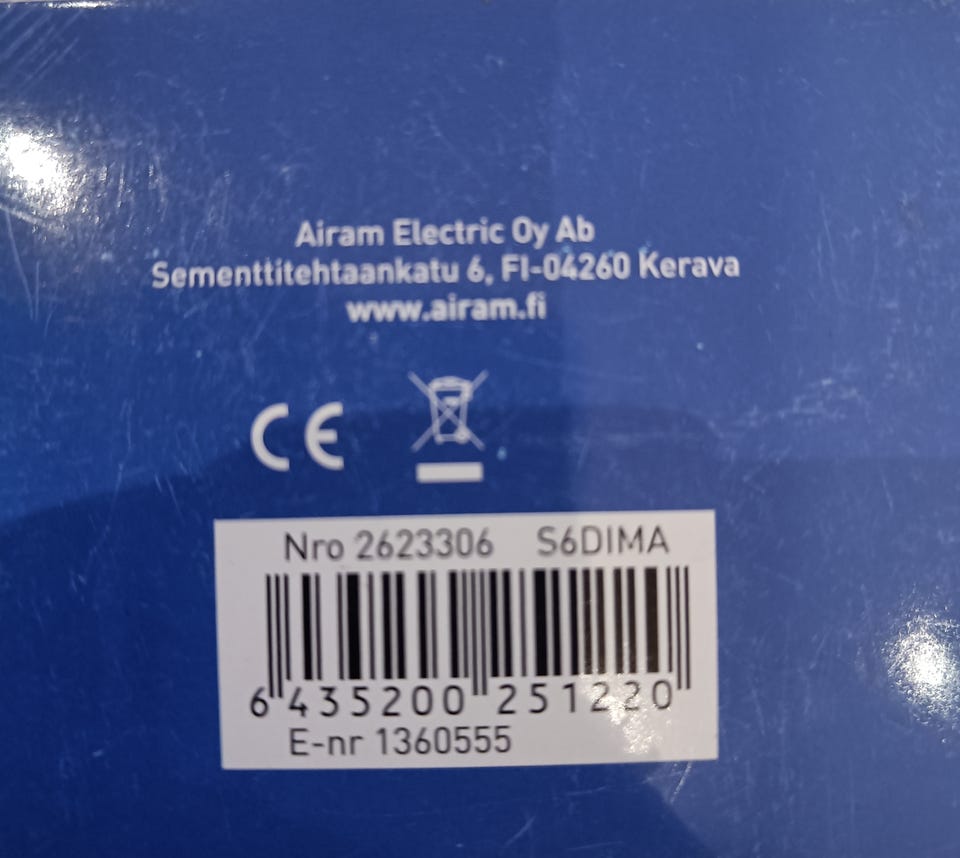 Airam Electric Oy Ab
Sementtitehtaankatu 6, FI-04260 Kerava
www.airam.fi
CE
Nro 2623306 S6DIMA
6 435200 251220
E-nr 1360555